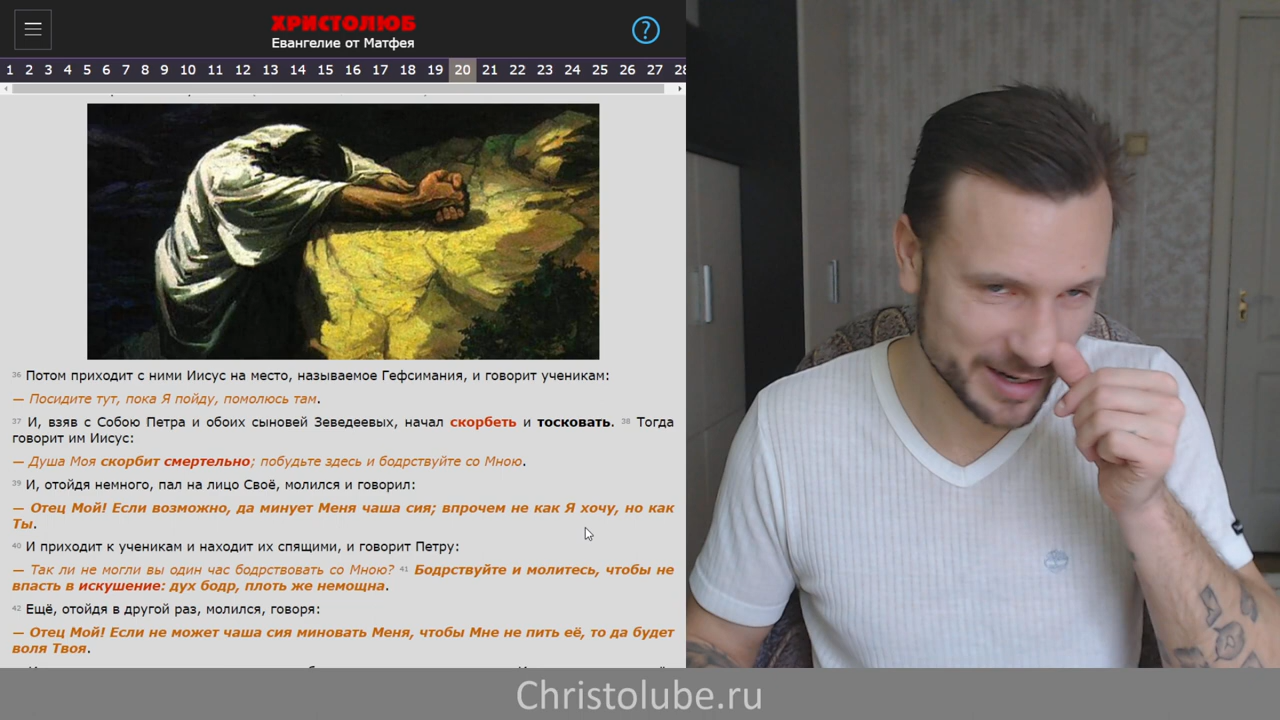 ХРИСТОЛЮБ
Евангелие от Матфея
1 2 3 4 5 6 7 8 9 10 11 12 13 14 15 16 17 18 19 20 21 22 23 24 25 26 27 28
36 Потом приходит с ними Иисус на место, называемое Гефсимания, и говорит ученикам:
— Посидите тут, пока Я пойду, помолюсь там.
37 И, взяв с Собою Петра и обоих сыновей Зеведеевых, начал скорбеть и тосковать. 38 Тогда
говорит им Иисус:
— Душа Моя скорбит смертельно; побудьте здесь и бодрствуйте со Мною.
39 И, отойдя немного, пал на лицо Своё, молился и говорил:
— Отец Мой! Если возможно, да минует Меня чаша сия; впрочем не как Я хочу, но как
Ты.
40 И приходит к ученикам и находит их спящими, и говорит Петру:
— Так ли не могли вы один час бодрствовать со Мною? 41 Бодрствуйте и молитесь, чтобы не
впасть в искушение: дух бодр, плоть же немощна.
42 Ещё, отойдя в другой раз, молился, говоря:
— Отец Мой! Если не может чаша сия миновать Меня, чтобы Мне не пить её, то да будет
воля Твоя.
Christolube.ru